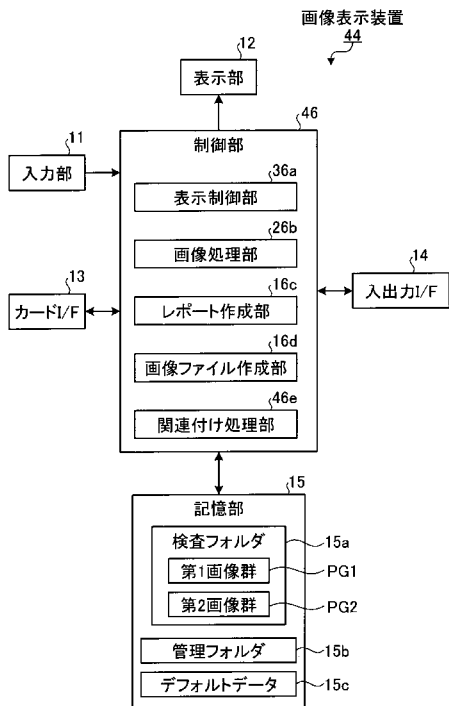 画像表示装置
44
12
表示部
46
11
制御部
入力部
36a
表示制御部
26b
画像処理部
14
13
16c
カードI/F
レポート作成部
入出力I/F
16d
画像ファイル作成部
46e
関連付け処理部
15
記憶部
検査フォルダ
15a
第1画像群
PG1
第2画像群
PG2
管理フォルダ
15b
デフォルトデータ
15c